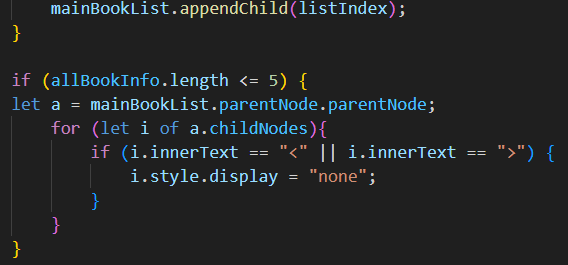 mainBookList.appendChild(listIndex);
}
if (allBookInfo.length <= 5) {
let a = mainBookList.parentNode.parentNode;
for (let i of a.childNodes){
if (i.innerText == "<" || i.innerText == ">") {
i.style.display = "none";
}
}
}